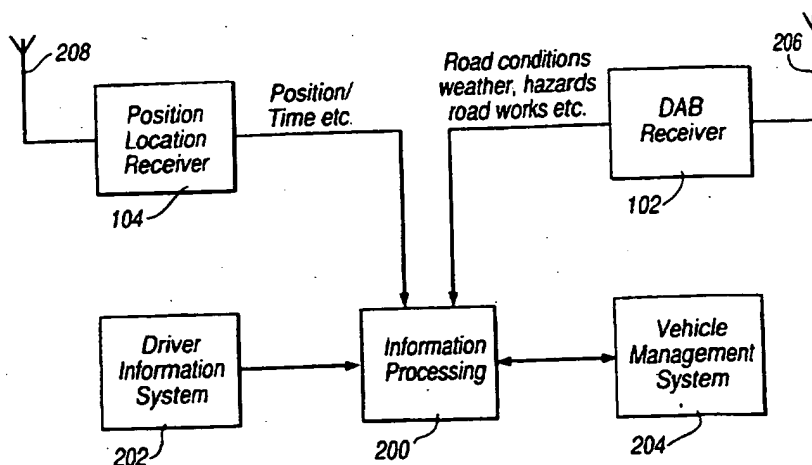 208
206
Position
Location
Receiver
104
Position/
Time etc.
Road conditions
weather, hazards
road works etc.
DAB
Receiver
102
Driver
Information
System
202
Information
Processing
200
Vehicle
Management
System
204